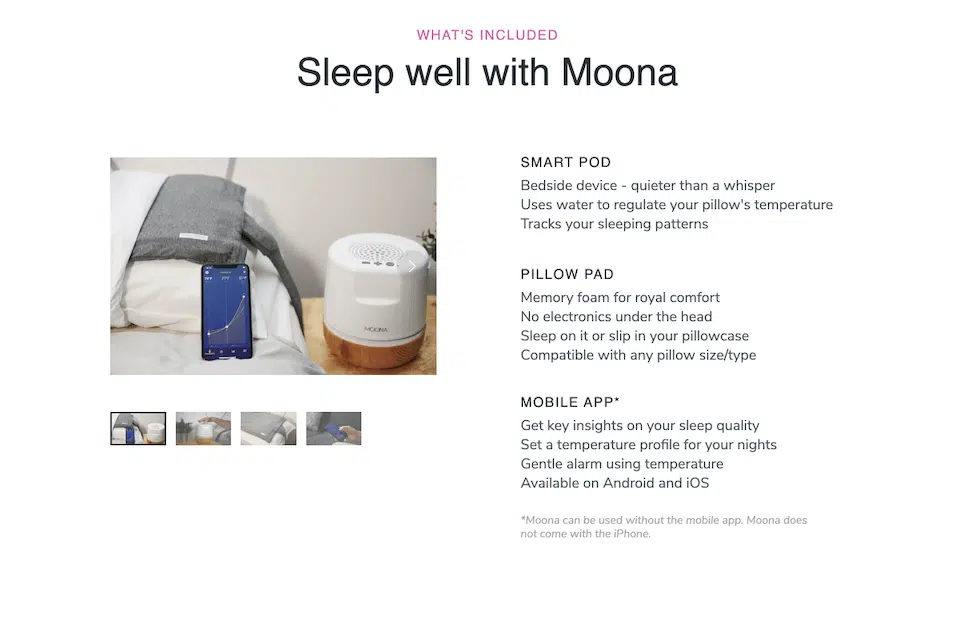 WHAT'S INCLUDED
Sleep well with Moona
MOONA
SMART POD
Bedside device - quieter than a whisper
Uses water to regulate your pillow's temperature
Tracks your sleeping patterns
PILLOW PAD
Memory foam for royal comfort
No electronics under the head
Sleep on it or slip in your pillowcase
Compatible with any pillow size/type
MOBILE APP*
Get key insights on your sleep quality
Set a temperature profile for your nights
Gentle alarm using temperature
Available on Android and iOS
*Moona can be used without the mobile app. Moona does
not come with the iPhone.